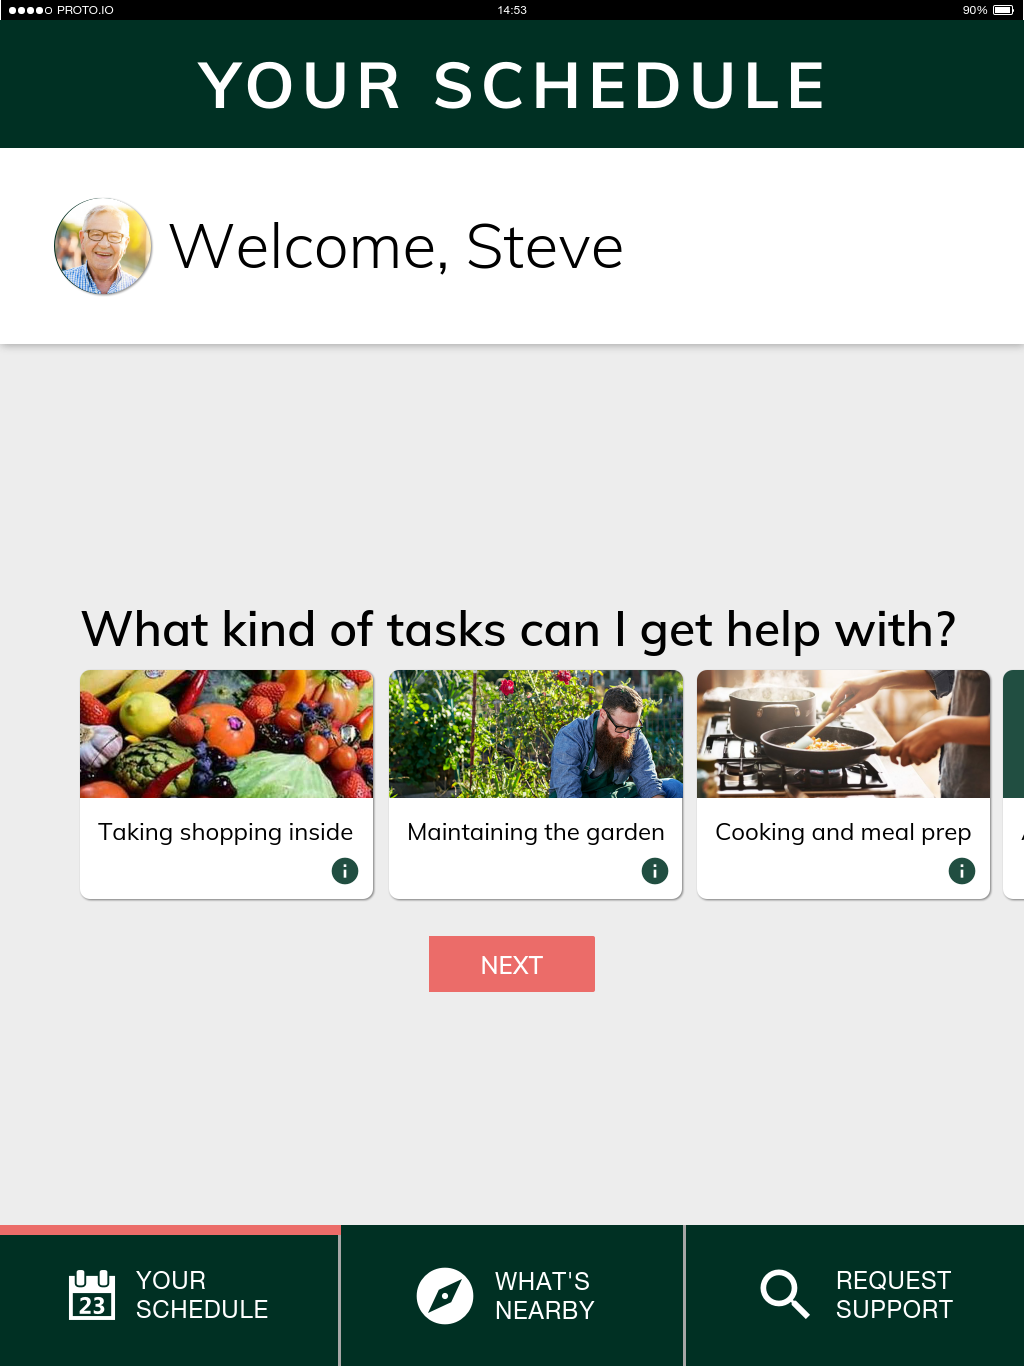 PROTO.IO 14:53 90%
YOUR SCHEDULE
Welcome, Steve
What kind of tasks can I get help with?
Taking shopping inside
Maintaining the garden
Cooking and meal prep
NEXT
23
YOUR
SCHEDULE
WHAT'S
NEARBY
REQUEST
SUPPORT